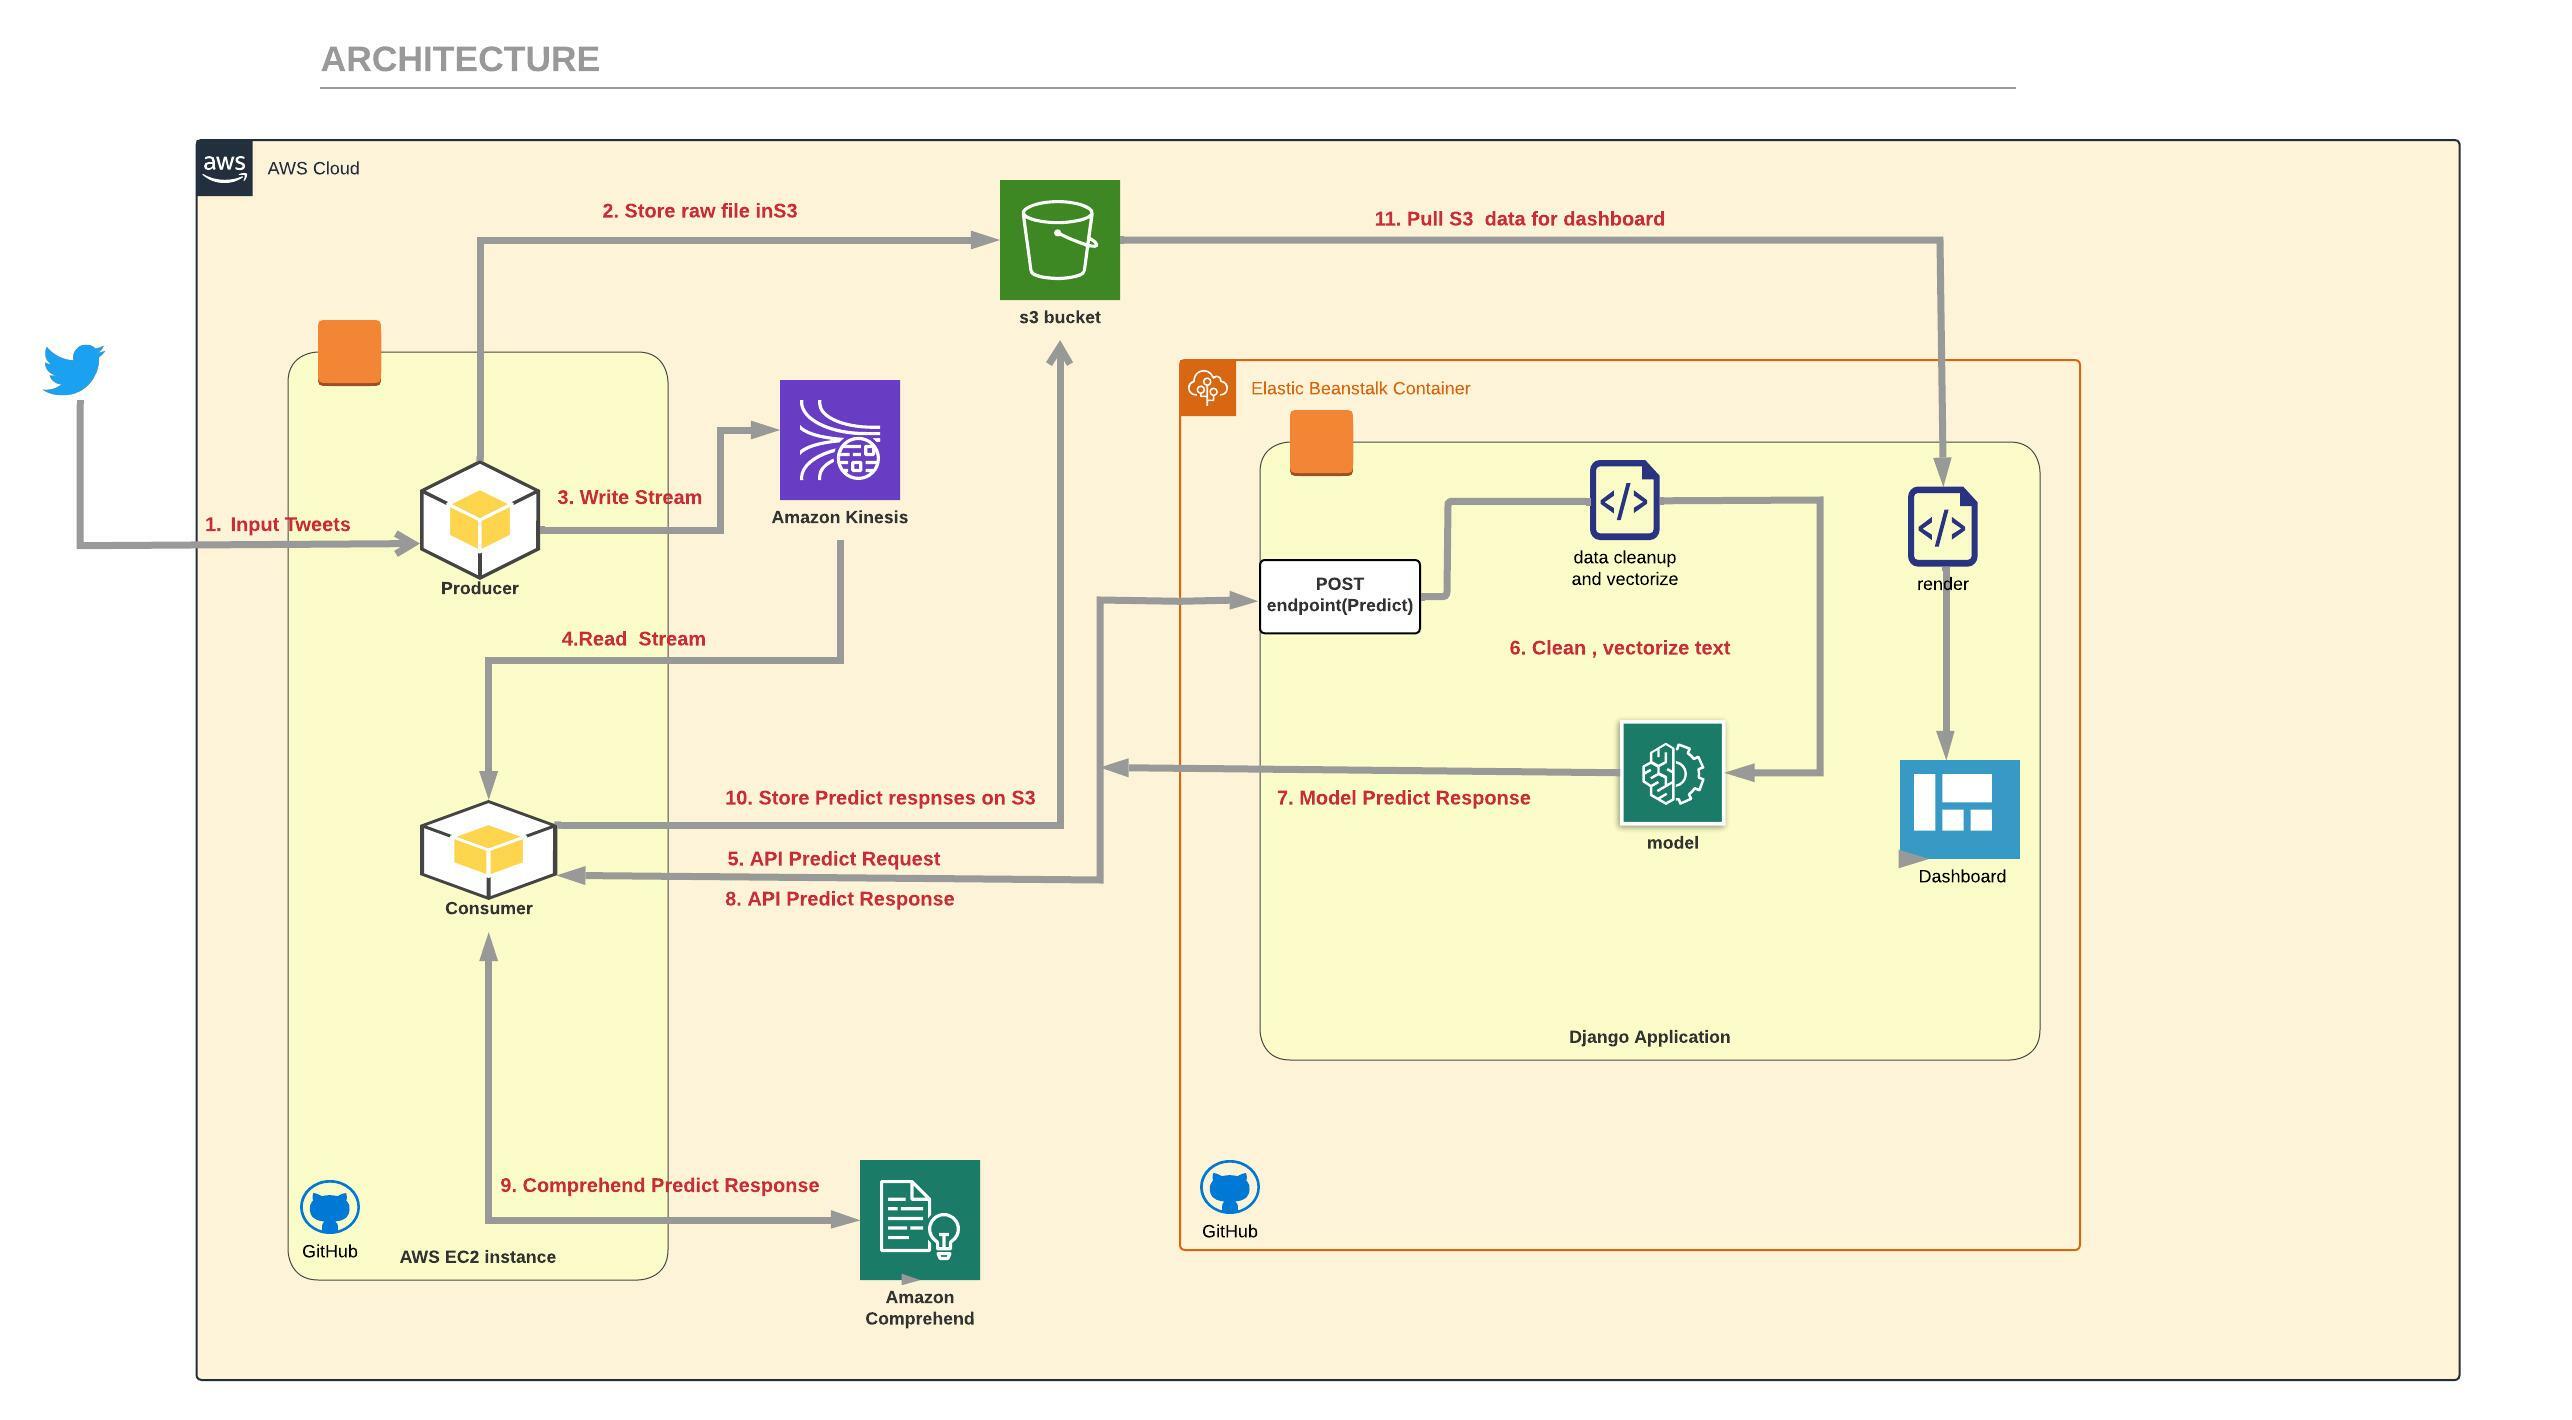 ARCHITECTURE
aws
AWS Cloud
2. Store raw file inS3
11. Pull S3  data for dashboard
s3 bucket
Elastic Beanstalk Container
3. Write Stream
Amazon Kinesis
1.  Input Tweets
Producer
data cleanup
and vectorize
render
POST
endpoint(Predict)
4.Read  Stream
6. Clean , vectorize text
10. Store Predict respnses on S3
7. Model Predict Response
model
5. API Predict Request
Dashboard
8. API Predict Response
Consumer
Django Application
9. Comprehend Predict Response
GitHub
GitHub
AWS EC2 instance
Amazon
Comprehend